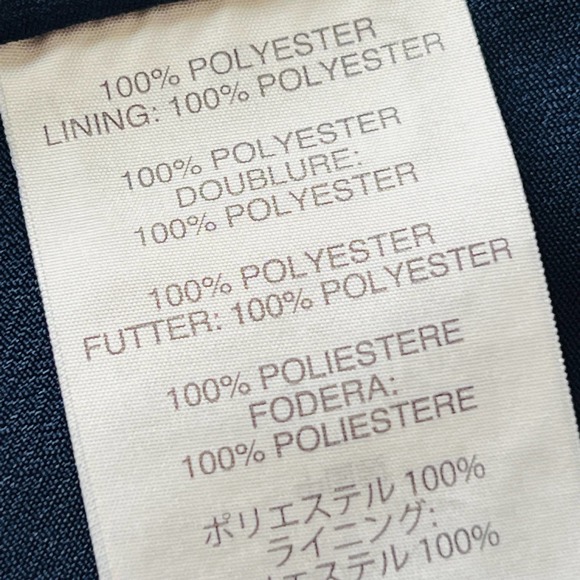 100% POLYESTER
LINING: 100% POLYESTER
100% POLYESTER
DOUBLURE:
100% POLYESTER
100% POLYESTER
FUTTER: 100% POLYESTER
100% POLIESTERE
FODERA:
100% POLIESTERE
ポリエステル 100%
ライニング:
エステル 100%